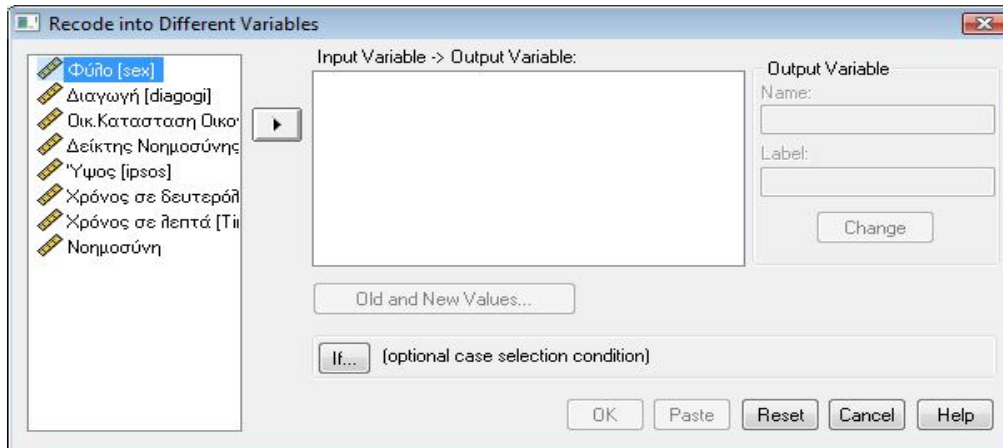 Recode into Different Variables
Φύλο [sex]
Διαγωγή [diagogi]
Οικ.Κατασταση Οικο
Δείκτης Νοημοσύνης
Ύψος [ipsos]
Χρόνος σε δευτερόλ
Χρόνος σε λεπτά [Ti
Νοημοσύνη
Input Variable -> Output Variable:
Output Variable
Name:
Label:
Change
Old and New Values...
If... (optional case selection condition)
OK Paste Reset Cancel Help